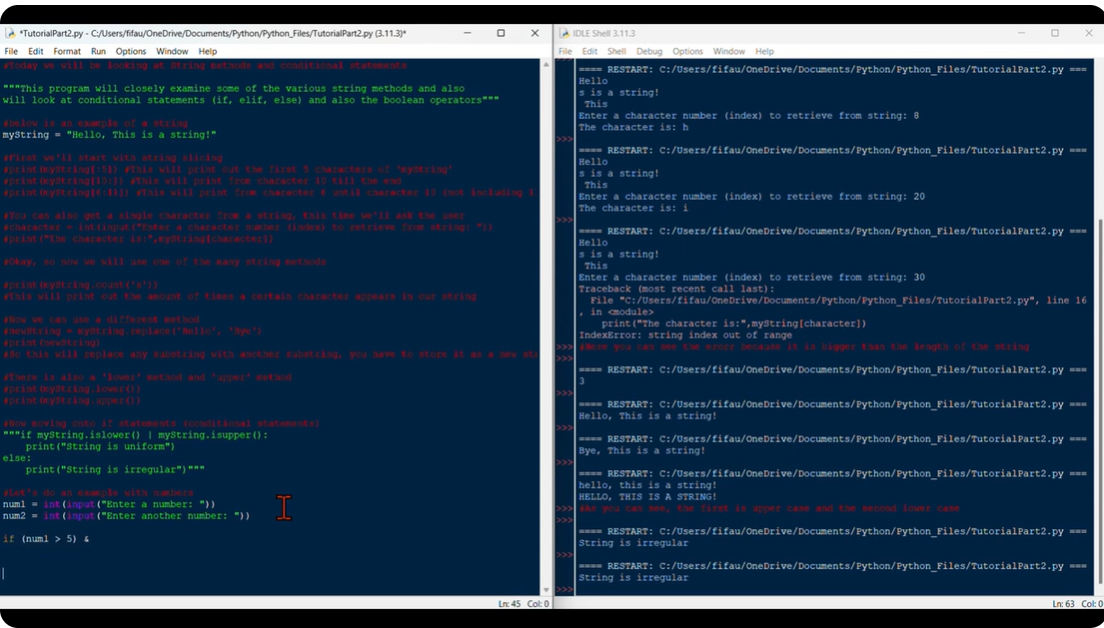 *TutorialPart2.py - C:/Users/fifau/OneDrive/Documents/Python/Python_Files/TutorialPart2.py (3.11.3)*
File Edit Format Run Options Window Help
#Today we will be looking at String methods and conditional statements
"""This program will closely examine some of the various string methods and also
will look at conditional statements (if, elif, else) and also the boolean operators"""
#below is an example of a string
myString = "Hello, This is a string!"
#First we'll start with string slicing
#print(myString[:5]) #This will print out the first 5 characters of 'myString'
#print(myString[15:]) #This will print from character 15 till the end
#print(myString[6:11]) #This will print from character 6 until character 10 (not including 1
#You can also get a single character from a string, this time we'll ask the user
#character = int(input("Enter a character number (index) to retrieve from string: "))
#print("The character is:",myString[character])
#Okay, so now we will use one of the many string methods
#print(myString.count('s'))
#This will print out the amount of times a certain character appears in our string
#Now we can use a different method
#newString = myString.replace('Hello', 'Bye')
#print(newString)
#So this will replace any substring with another substring, you have to store it as a new st
#There is also a 'lower' method and 'upper' method
#print(myString.lower())
#print(myString.upper())
#Now moving onto if statements (conditional statements)
"""if myString.islower() | myString.isupper():
    print("String is uniform")
else:
    print("String is irregular")"""
#Let's do an example with numbers
num1 = int(input("Enter a number: "))
num2 = int(input("Enter another number: "))
if (num1 > 5) &
Ln: 45 Col: 0
IDLE Shell 3.11.3
File Edit Shell Debug Options Window Help
>>>
==== RESTART: C:/Users/fifau/OneDrive/Documents/Python/Python_Files/TutorialPart2.py ===
Hello
s is a string!
 This
Enter a character number (index) to retrieve from string: 8
The character is: h
>>>
==== RESTART: C:/Users/fifau/OneDrive/Documents/Python/Python_Files/TutorialPart2.py ===
Hello
s is a string!
 This
Enter a character number (index) to retrieve from string: 20
The character is: i
>>>
==== RESTART: C:/Users/fifau/OneDrive/Documents/Python/Python_Files/TutorialPart2.py ===
Hello
s is a string!
 This
Enter a character number (index) to retrieve from string: 30
Traceback (most recent call last):
  File "C:/Users/fifau/OneDrive/Documents/Python/Python_Files/TutorialPart2.py", line 16
, in <module>
    print("The character is:",myString[character])
IndexError: string index out of range
>>> #Here you can see the error because it is bigger than the length of the string
>>>
==== RESTART: C:/Users/fifau/OneDrive/Documents/Python/Python_Files/TutorialPart2.py ===
3
>>>
==== RESTART: C:/Users/fifau/OneDrive/Documents/Python/Python_Files/TutorialPart2.py ===
Hello, This is a string!
>>>
==== RESTART: C:/Users/fifau/OneDrive/Documents/Python/Python_Files/TutorialPart2.py ===
Bye, This is a string!
>>>
==== RESTART: C:/Users/fifau/OneDrive/Documents/Python/Python_Files/TutorialPart2.py ===
hello, this is a string!
HELLO, THIS IS A STRING!
>>> #As you can see, the first is upper case and the second lower case
>>>
==== RESTART: C:/Users/fifau/OneDrive/Documents/Python/Python_Files/TutorialPart2.py ===
String is irregular
>>>
==== RESTART: C:/Users/fifau/OneDrive/Documents/Python/Python_Files/TutorialPart2.py ===
String is irregular
>>>
Ln: 63 Col: 0